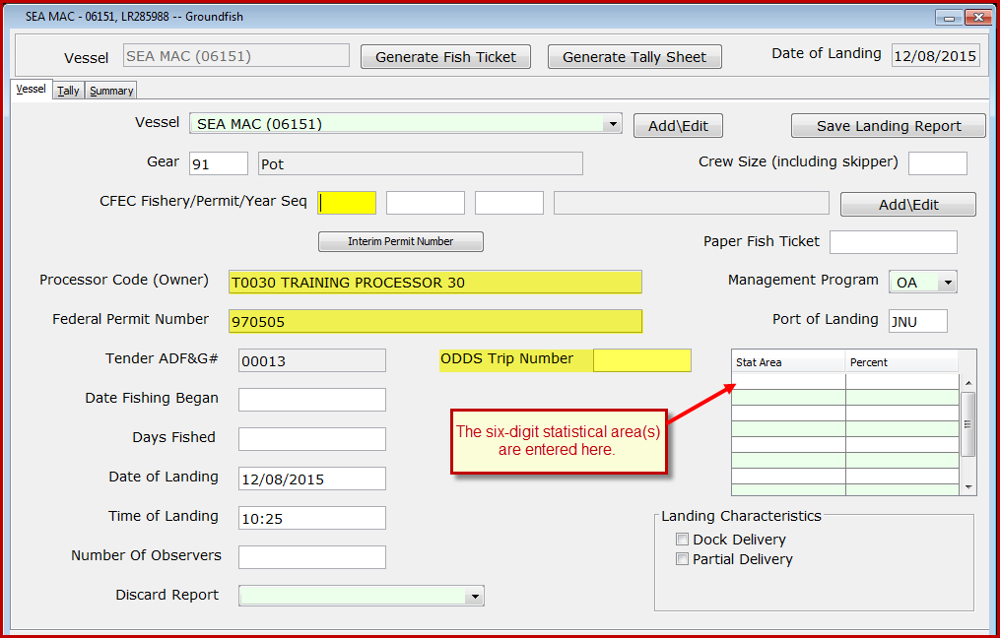 SEA MAC - 06151, LR285988 -- Groundfish
Vessel SEA MAC (06151) Generate Fish Ticket Generate Tally Sheet Date of Landing 12/08/2015
Vessel Tally Summary
Vessel SEA MAC (06151) Add\Edit Save Landing Report
Gear 91 Pot Crew Size (including skipper)
CFEC Fishery/Permit/Year Seq Add\Edit
Interim Permit Number Paper Fish Ticket
Processor Code (Owner) T0030 TRAINING PROCESSOR 30 Management Program OA
Federal Permit Number 970505 Port of Landing JNU
Tender ADF&G# 00013 ODDS Trip Number Stat Area Percent
Date Fishing Began
Days Fished
The six-digit statistical area(s)
are entered here.
Date of Landing 12/08/2015
Time of Landing 10:25
Landing Characteristics
Dock Delivery
Number Of Observers
Partial Delivery
Discard Report